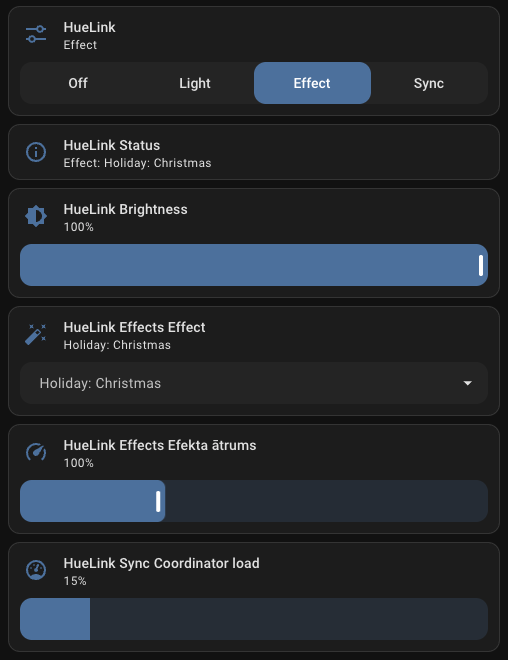 HueLink
Effect
Off Light Effect Sync
HueLink Status
Effect: Holiday: Christmas
HueLink Brightness
100%
HueLink Effects Effect
Holiday: Christmas
Holiday: Christmas
HueLink Effects Efekta ātrums
100%
HueLink Sync Coordinator load
15%